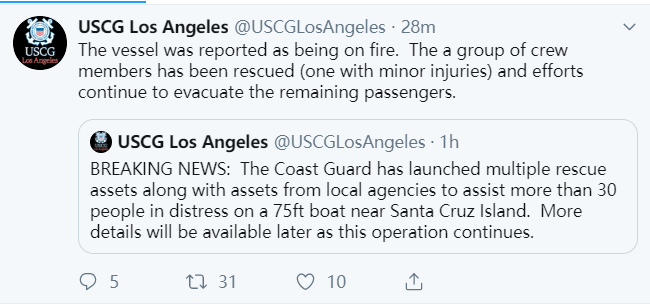 USCG Los Angeles @USCGLosAngeles · 28m
USCG
Los Angeles
The vessel was reported as being on fire.  The a group of crew
members has been rescued (one with minor injuries) and efforts
continue to evacuate the remaining passengers.
USCG Los Angeles @USCGLosAngeles · 1h
BREAKING NEWS:  The Coast Guard has launched multiple rescue
assets along with assets from local agencies to assist more than 30
people in distress on a 75ft boat near Santa Cruz Island.  More
details will be available later as this operation continues.
5 31 10